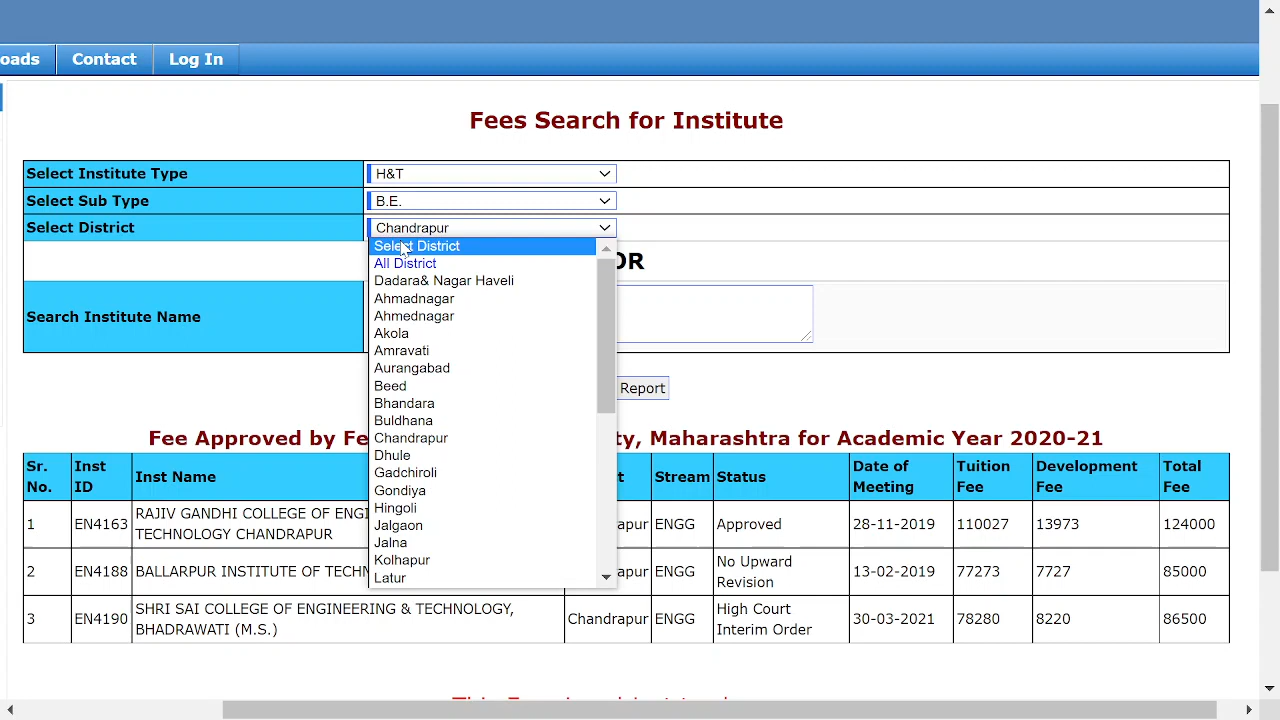 oads Contact Log In
Fees Search for Institute
Select Institute Type H&T
Select Sub Type B.E.
Select District Chandrapur
Select District
All District
OR
Dadara& Nagar Haveli
Ahmadnagar
Ahmednagar
Search Institute Name
Akola
Amravati
Aurangabad
Beed
Report
Bhandara
Buldhana
Chandrapur
Dhule
Gadchiroli
Gondiya
Hingoli
Jalgaon
Jalna
Kolhapur
Latur
Fee Approved by Fe ty, Maharashtra for Academic Year 2020-21
Sr. No. Inst ID Inst Name t Stream Status Date of Meeting Tuition Fee Development Fee Total Fee
1 EN4163 RAJIV GANDHI COLLEGE OF ENGI
TECHNOLOGY CHANDRAPUR apur ENGG Approved 28-11-2019 110027 13973 124000
2 EN4188 BALLARPUR INSTITUTE OF TECHN apur ENGG No Upward
Revision 13-02-2019 77273 7727 85000
3 EN4190 SHRI SAI COLLEGE OF ENGINEERING & TECHNOLOGY,
BHADRAWATI (M.S.) Chandrapur ENGG High Court
Interim Order 30-03-2021 78280 8220 86500